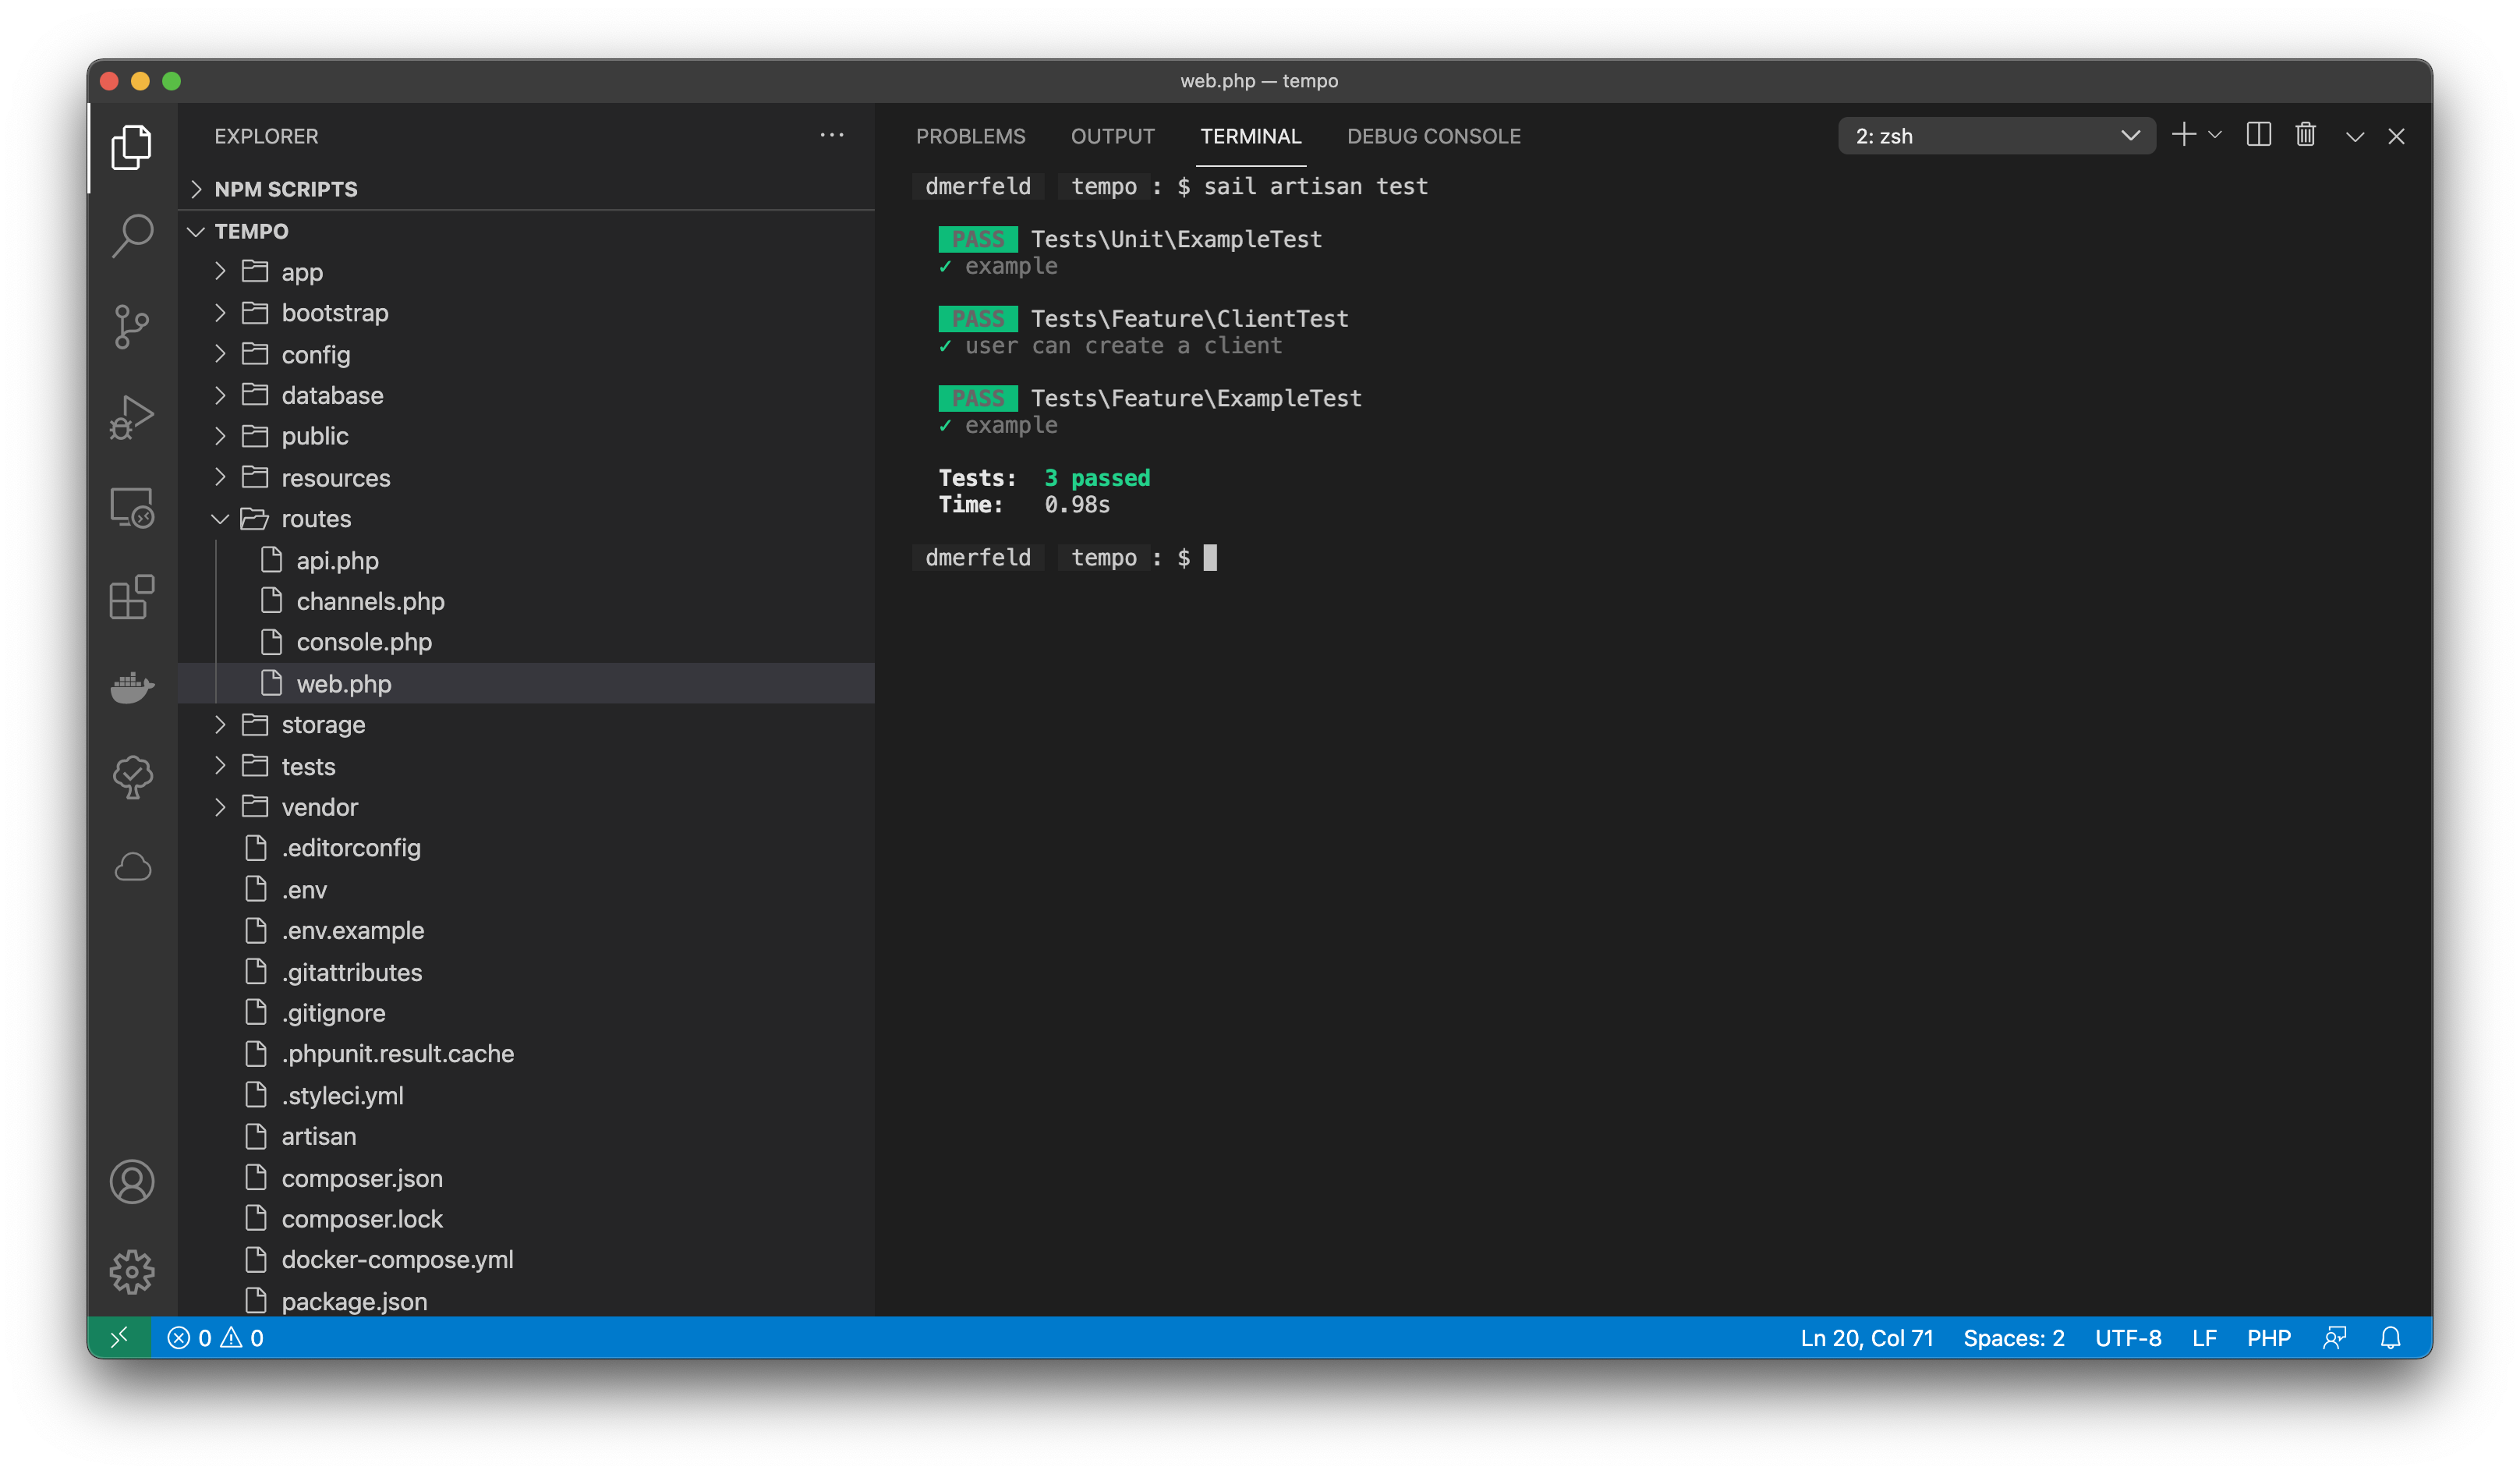 web.php — tempo
EXPLORER
NPM SCRIPTS
TEMPO
app
bootstrap
config
database
public
resources
routes
api.php
channels.php
console.php
web.php
storage
tests
vendor
.editorconfig
.env
.env.example
.gitattributes
.gitignore
.phpunit.result.cache
.styleci.yml
artisan
composer.json
composer.lock
docker-compose.yml
package.json
PROBLEMS OUTPUT TERMINAL DEBUG CONSOLE 2: zsh
dmerfeld tempo : $ sail artisan test
PASS Tests\Unit\ExampleTest
✓ example
PASS Tests\Feature\ClientTest
✓ user can create a client
PASS Tests\Feature\ExampleTest
✓ example
Tests: 3 passed
Time: 0.98s
dmerfeld tempo : $
0 0 Ln 20, Col 71 Spaces: 2 UTF-8 LF PHP